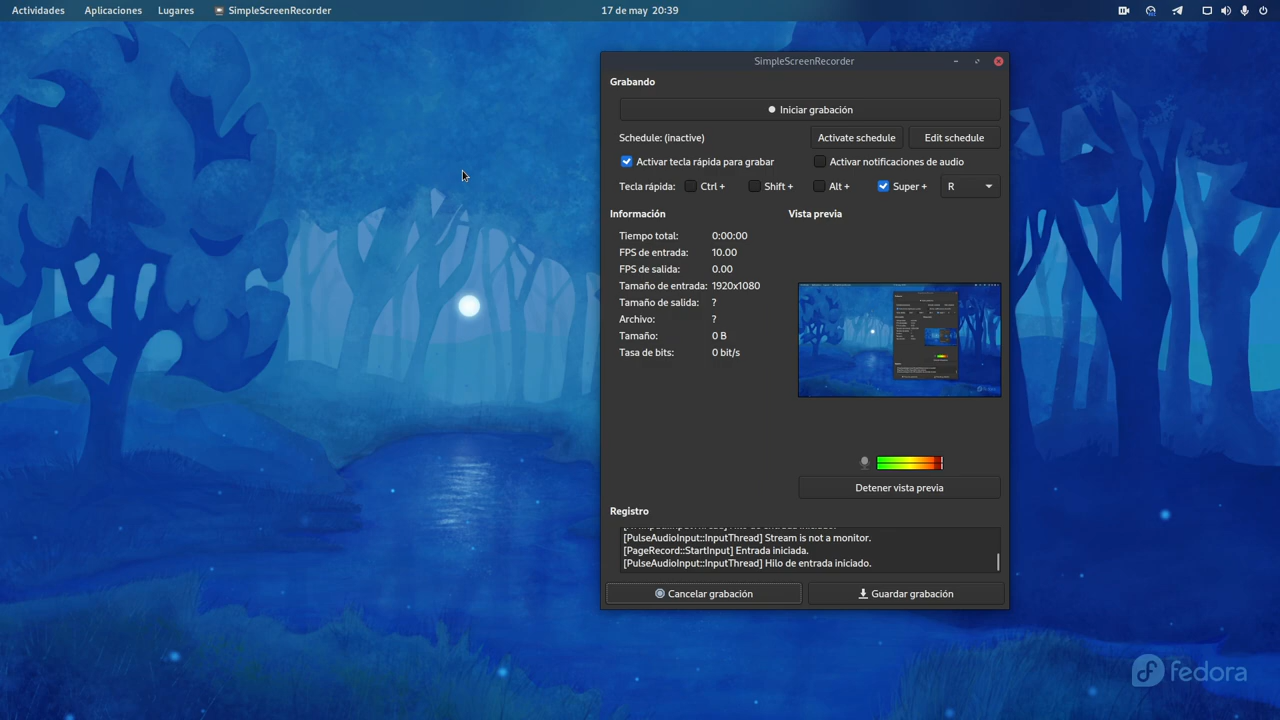 Actividades Aplicaciones Lugares SimpleScreenRecorder 17 de may 20:39
SimpleScreenRecorder
Grabando
Iniciar grabación
Schedule: (inactive) Activate schedule Edit schedule
Activar tecla rápida para grabar Activar notificaciones de audio
Tecla rápida: Ctrl + Shift + Alt + Super + R
Información Vista previa
Tiempo total: 0:00:00
FPS de entrada: 10.00
FPS de salida: 0.00
Tamaño de entrada: 1920x1080
Tamaño de salida: ?
Archivo: ?
Tamaño: 0 B
Tasa de bits: 0 bit/s
Detener vista previa
Registro
[PulseAudioInput::InputThread] Stream is not a monitor.
[PageRecord::StartInput] Entrada iniciada.
[PulseAudioInput::InputThread] Hilo de entrada iniciado.
Cancelar grabación Guardar grabación
fedora